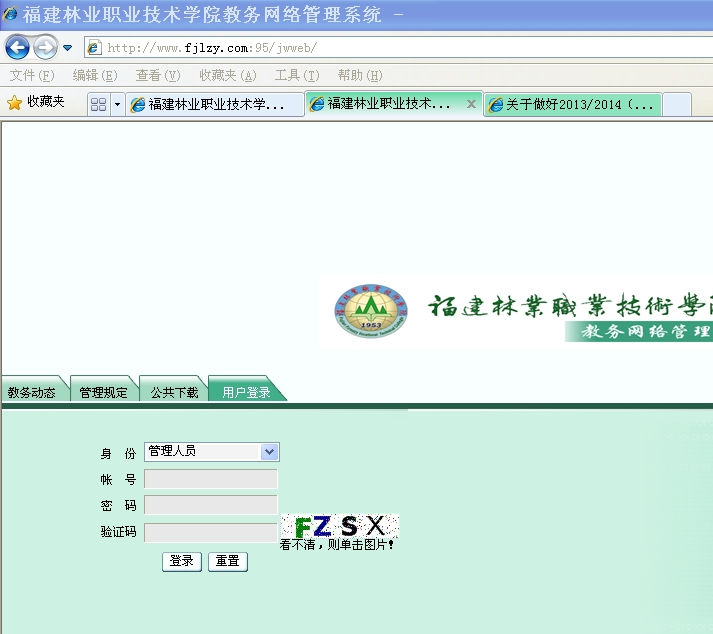 福建林业职业技术学院教务网络管理系统 -
http://www.fjlzy.com:95/jwweb/
文件(F) 编辑(E) 查看(V) 收藏夹(A) 工具(T) 帮助(H)
收藏夹 福建林业职业技术学... 福建林业职业技术... 关于做好2013/2014（...
福建林業職業技術學
1953
教务网络管理
教务动态 管理规定 公共下载 用户登录
身 份 管理人员
帐 号
密 码
验证码 FZSX
看不清，则单击图片！
登录 重置